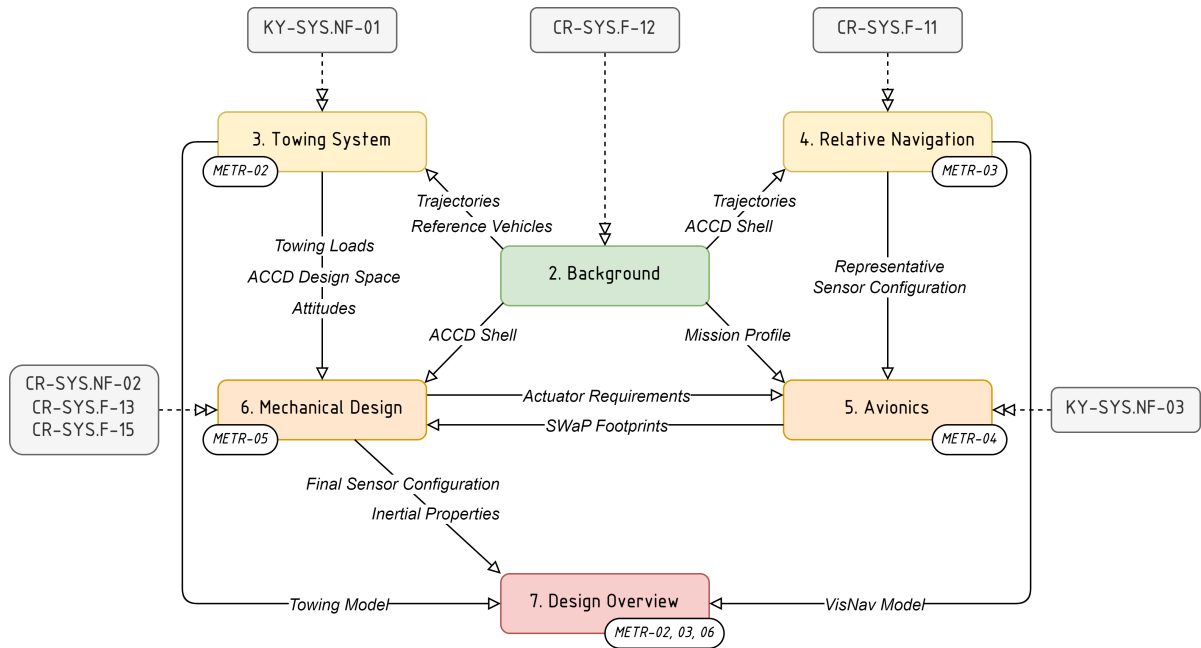 KY-SYS.NF-01
CR-SYS.F-12
CR-SYS.F-11
3. Towing System
METR-02
4. Relative Navigation
METR-03
Trajectories
Reference Vehicles
Trajectories
ACCD Shell
Towing Loads
ACCD Design Space
Attitudes
2. Background
Representative
Sensor Configuration
ACCD Shell
Mission Profile
CR-SYS.NF-02
CR-SYS.F-13
CR-SYS.F-15
6. Mechanical Design
METR-05
Actuator Requirements
SWaP Footprints
5. Avionics
METR-04
KY-SYS.NF-03
Final Sensor Configuration
Inertial Properties
Towing Model
7. Design Overview
METR-02, 03, 06
VisNav Model